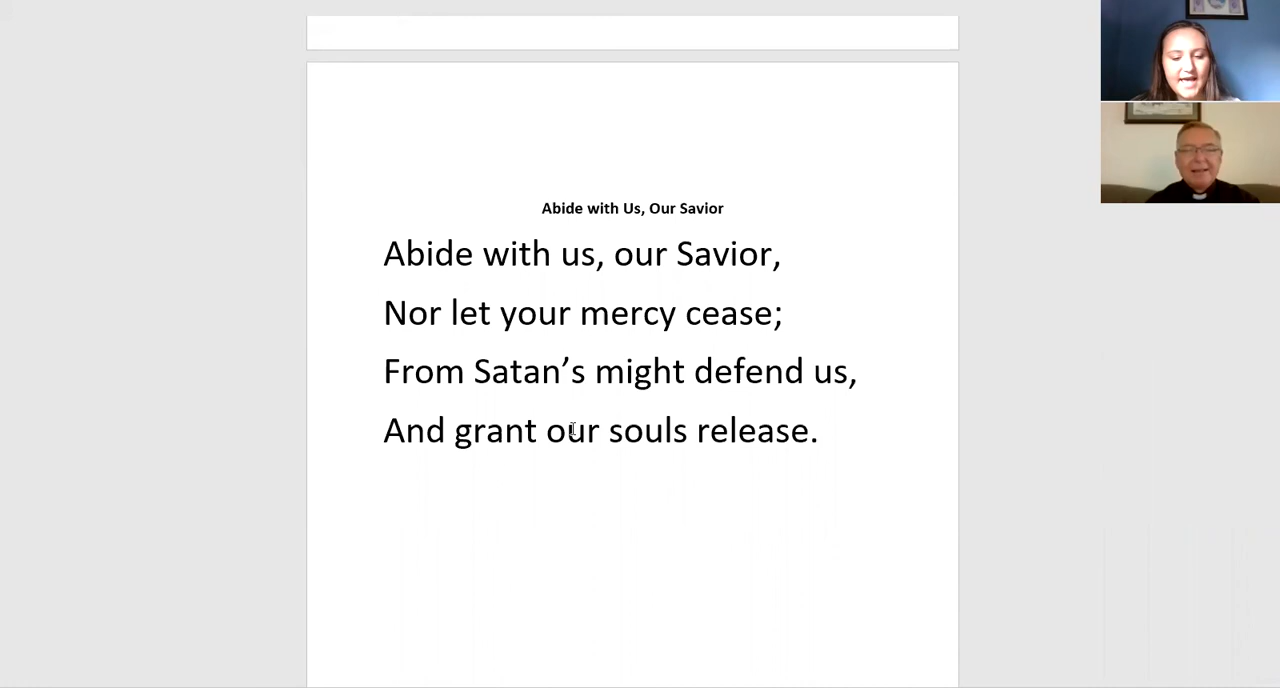 Abide with Us, Our Savior
Abide with us, our Savior,
Nor let your mercy cease;
From Satan’s might defend us,
And grant our souls release.